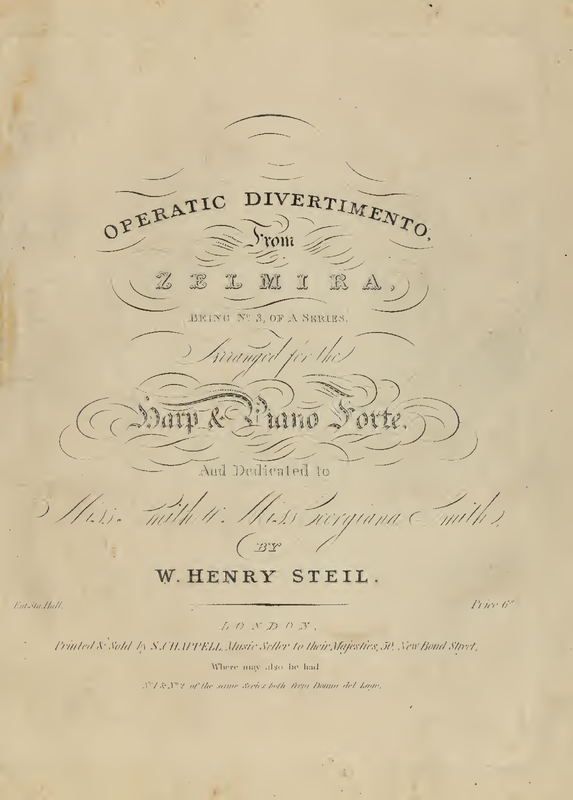 OPERATIC DIVERTIMENTO,
From
ZELMIRA,
BEING No. 3, OF A SERIES.
Arranged for the
Harp & Piano Forte.
And Dedicated to
Miss Smith & Miss Georgiana Smith,
BY
W. HENRY STEIL.
Ent. Sta. Hall.
Price 6s
LONDON,
Printed & Sold by S. CHAPPELL, Music Seller to their Majesties, 50, New Bond Street,
Where may also be had
No. 1 & No. 2 of the same Series both from Donna del Lago.